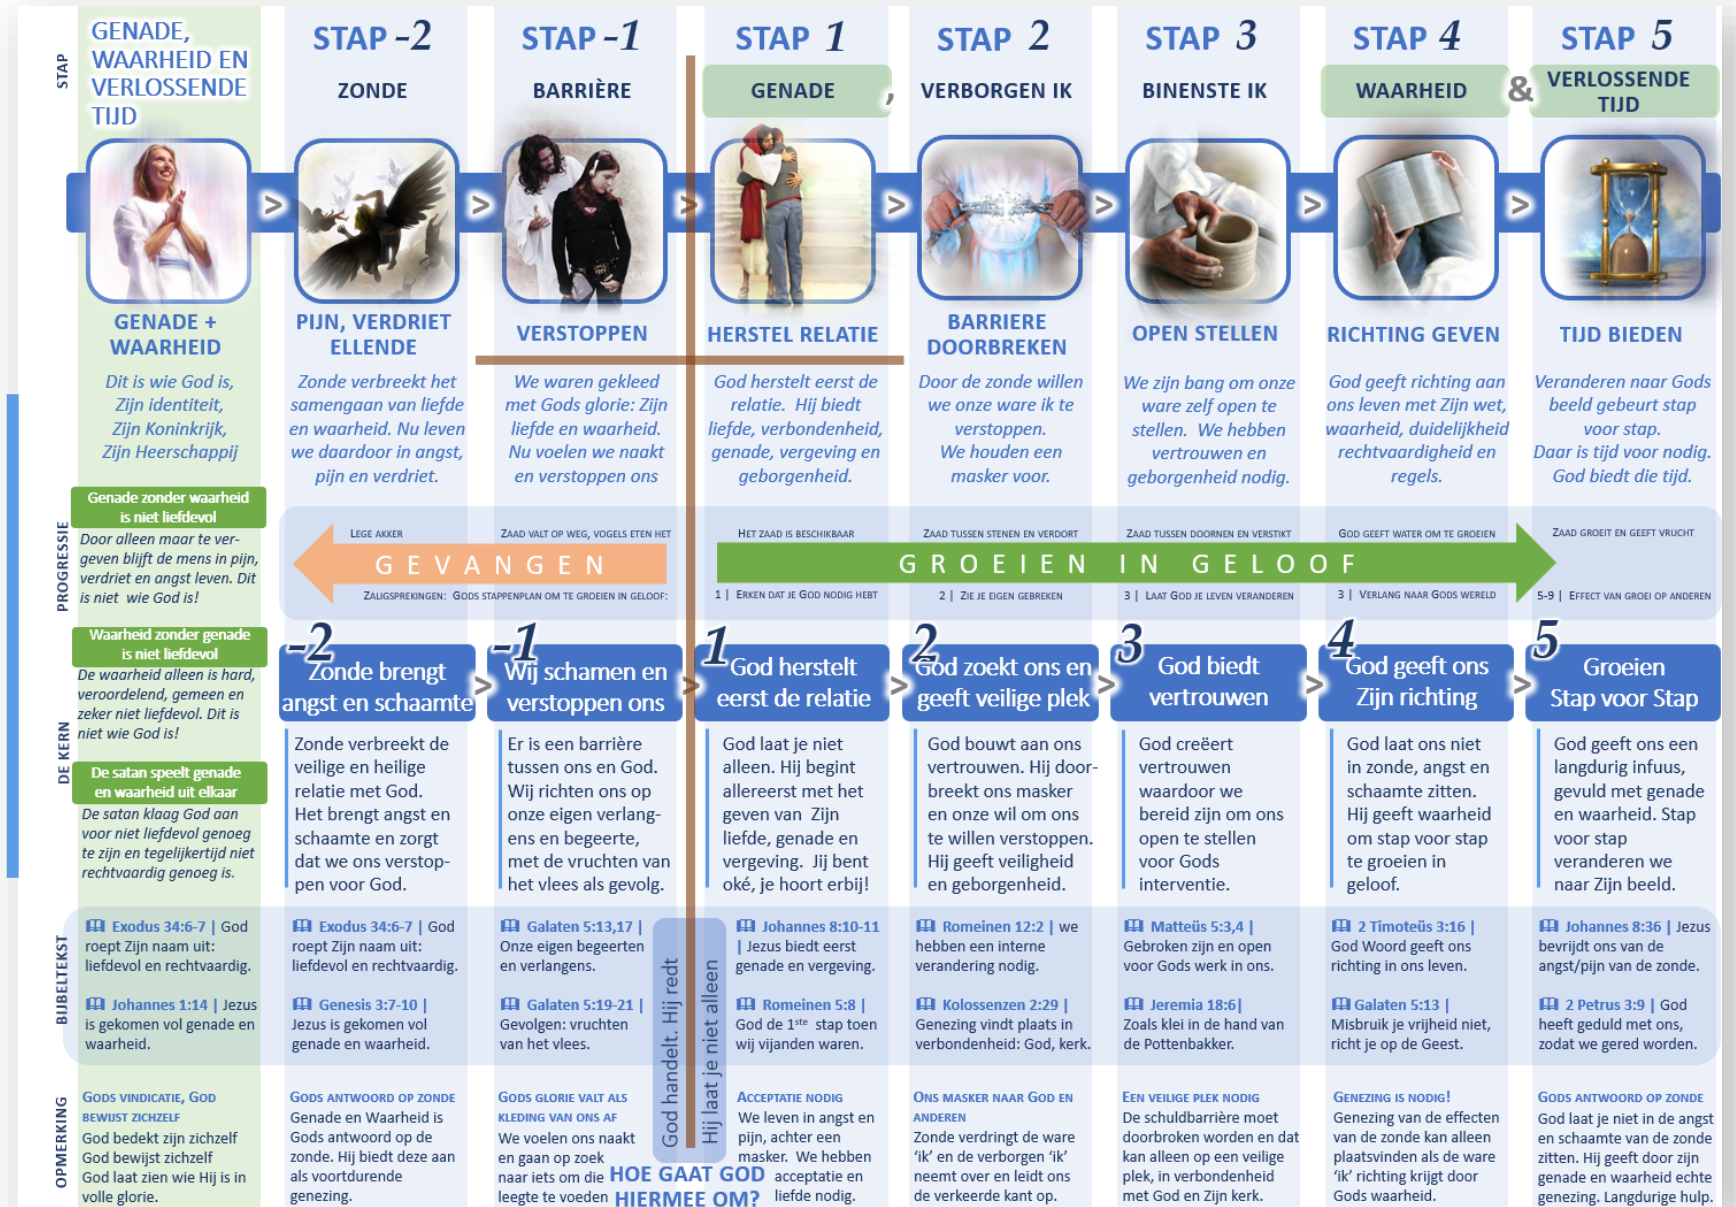 STAP
GENADE,
WAARHEID EN
VERLOSSENDE
TIJD
GENADE +
WAARHEID
Dit is wie God is,
Zijn identiteit,
Zijn Koninkrijk,
Zijn Heerschappij
STAP -2
ZONDE
PIJN, VERDRIET
ELLENDE
Zonde verbreekt het
samengaan van liefde
en waarheid. Nu leven
we daardoor in angst,
pijn en verdriet.
STAP -1
BARRIÈRE
VERSTOPPEN
We waren gekleed
met Gods glorie: Zijn
liefde en waarheid.
Nu voelen we naakt
en verstoppen ons
STAP 1
GENADE
,
HERSTEL RELATIE
God herstelt eerst de
relatie. Hij biedt
liefde, verbondenheid,
genade, vergeving en
geborgenheid.
STAP 2
VERBORGEN IK
BARRIERE
DOORBREKEN
Door de zonde willen
we onze ware ik te
verstoppen.
We houden een
masker voor.
STAP 3
BINENSTE IK
OPEN STELLEN
We zijn bang om onze
ware zelf open te
stellen. We hebben
vertrouwen en
geborgenheid nodig.
STAP 4
WAARHEID
&
RICHTING GEVEN
God geeft richting aan
ons leven met Zijn wet,
waarheid, duidelijkheid
rechtvaardigheid en
regels.
STAP 5
VERLOSSENDE
TIJD
TIJD BIEDEN
Veranderen naar Gods
beeld gebeurt stap
voor stap.
Daar is tijd voor nodig.
God biedt die tijd.
> > > > > > >
PROGRESSIE
Genade zonder waarheid
is niet liefdevol
Door alleen maar te ver-
geven blijft de mens in pijn,
verdriet en angst leven. Dit
is niet wie God is!
LEGE AKKER
ZAAD VALT OP WEG, VOGELS ETEN HET
HET ZAAD IS BESCHIKBAAR
ZAAD TUSSEN STENEN EN VERDORT
ZAAD TUSSEN DOORNEN EN VERSTIKT
GOD GEEFT WATER OM TE GROEIEN
ZAAD GROEIT EN GEEFT VRUCHT
GEVANGEN
GROEIEN IN GELOOF
ZALIGSPREKINGEN: GODS STAPPENPLAN OM TE GROEIEN IN GELOOF:
1 | ERKEN DAT JE GOD NODIG HEBT
2 | ZIE JE EIGEN GEBREKEN
3 | LAAT GOD JE LEVEN VERANDEREN
3 | VERLANG NAAR GODS WERELD
5-9 | EFFECT VAN GROEI OP ANDEREN
DE KERN
Waarheid zonder genade
is niet liefdevol
De waarheid alleen is hard,
veroordelend, gemeen en
zeker niet liefdevol. Dit is
niet wie God is!
De satan speelt genade
en waarheid uit elkaar
De satan klaag God aan
voor niet liefdevol genoeg
te zijn en tegelijkertijd niet
rechtvaardig genoeg is.
-2
Zonde brengt
angst en schaamte
Zonde verbreekt de
veilige en heilige
relatie met God.
Het brengt angst en
schaamte en zorgt
dat we ons verstop-
pen voor God.
-1
Wij schamen en
verstoppen ons
Er is een barrière
tussen ons en God.
Wij richten ons op
onze eigen verlang-
ens en begeerte,
met de vruchten van
het vlees als gevolg.
1
God herstelt
eerst de relatie
God laat je niet
alleen. Hij begint
allereerst met het
geven van Zijn
liefde, genade en
vergeving. Jij bent
oké, je hoort erbij!
2
God zoekt ons en
geeft veilige plek
God bouwt aan ons
vertrouwen. Hij door-
breekt ons masker
en onze wil om ons
te willen verstoppen.
Hij geeft veiligheid
en geborgenheid.
3
God biedt
vertrouwen
God creëert
vertrouwen
waardoor we
bereid zijn om ons
open te stellen
voor Gods
interventie.
4
God geeft ons
Zijn richting
God laat ons niet
in zonde, angst en
schaamte zitten.
Hij geeft waarheid
om stap voor stap
te groeien in
geloof.
5
Groeien
Stap voor Stap
God geeft ons een
langdurig infuus,
gevuld met genade
en waarheid. Stap
voor stap
veranderen we
naar Zijn beeld.
> > > > > >
BIJBELTEKST
Exodus 34:6-7 | God
roept Zijn naam uit:
liefdevol en rechtvaardig.
Johannes 1:14 | Jezus
is gekomen vol genade en
waarheid.
Exodus 34:6-7 | God
roept Zijn naam uit:
liefdevol en rechtvaardig.
Genesis 3:7-10 |
Jezus is gekomen vol
genade en waarheid.
Galaten 5:13,17 |
Onze eigen begeerten
en verlangens.
Galaten 5:19-21 |
Gevolgen: vruchten
van het vlees.
God handelt. Hij redt
Hij laat je niet alleen
Johannes 8:10-11
| Jezus biedt eerst
genade en vergeving.
Romeinen 5:8 |
God de 1ste stap toen
wij vijanden waren.
Romeinen 12:2 | we
hebben een interne
verandering nodig.
Kolossenzen 2:29 |
Genezing vindt plaats in
verbondenheid: God, kerk.
Matteüs 5:3,4 |
Gebroken zijn en open
voor Gods werk in ons.
Jeremia 18:6|
Zoals klei in de hand van
de Pottenbakker.
2 Timoteüs 3:16 |
God Woord geeft ons
richting in ons leven.
Galaten 5:13 |
Misbruik je vrijheid niet,
richt je op de Geest.
Johannes 8:36 | Jezus
bevrijdt ons van de
angst/pijn van de zonde.
2 Petrus 3:9 | God
heeft geduld met ons,
zodat we gered worden.
OPMERKING
GODS VINDICATIE, GOD
BEWIJST ZICHZELF
God bedekt zijn zichzelf
God bewijst zichzelf
God laat zien wie Hij is in
volle glorie.
GODS ANTWOORD OP ZONDE
Genade en Waarheid is
Gods antwoord op de
zonde. Hij biedt deze aan
als voortdurende
genezing.
GODS GLORIE VALT ALS
KLEDING VAN ONS AF
We voelen ons naakt
en gaan op zoek
naar iets om die
leegte te voeden
HOE GAAT GOD
HIERMEE OM?
ACCEPTATIE NODIG
We leven in angst en
pijn, achter een
masker. We hebben
acceptatie en
liefde nodig.
ONS MASKER NAAR GOD EN
ANDEREN
Zonde verdringt de ware
‘ik’ en de verborgen ‘ik’
neemt over en leidt ons
de verkeerde kant op.
EEN VEILIGE PLEK NODIG
De schuldbarrière moet
doorbroken worden en dat
kan alleen op een veilige
plek, in verbondenheid
met God en Zijn kerk.
GENEZING IS NODIG!
Genezing van de effecten
van de zonde kan alleen
plaatsvinden als de ware
‘ik’ richting krijgt door
Gods waarheid.
GODS ANTWOORD OP ZONDE
God laat je niet in de angst
en schaamte van de zonde
zitten. Hij geeft door zijn
genade en waarheid echte
genezing. Langdurige hulp.